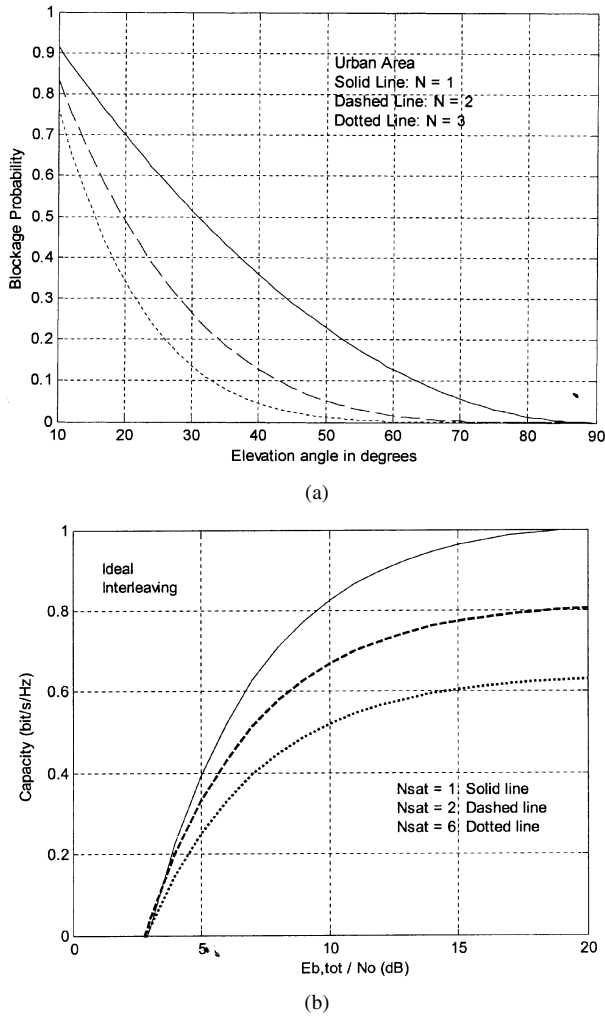 1
0.9
0.8
0.7
0.6
0.5
0.4
0.3
0.2
0.1
0
Blockage Probability
Urban Area
Solid Line: N = 1
Dashed Line: N = 2
Dotted Line: N = 3
10 20 30 40 50 60 70 80 90
Elevation angle in degrees
(a)
1
0.8
0.6
0.4
0.2
0
Capacity (bit/s/Hz)
Ideal
Interleaving
Nsat = 1: Solid line
Nsat = 2: Dashed line
Nsat = 6: Dotted line
0 5 10 15 20
Eb,tot / No (dB)
(b)